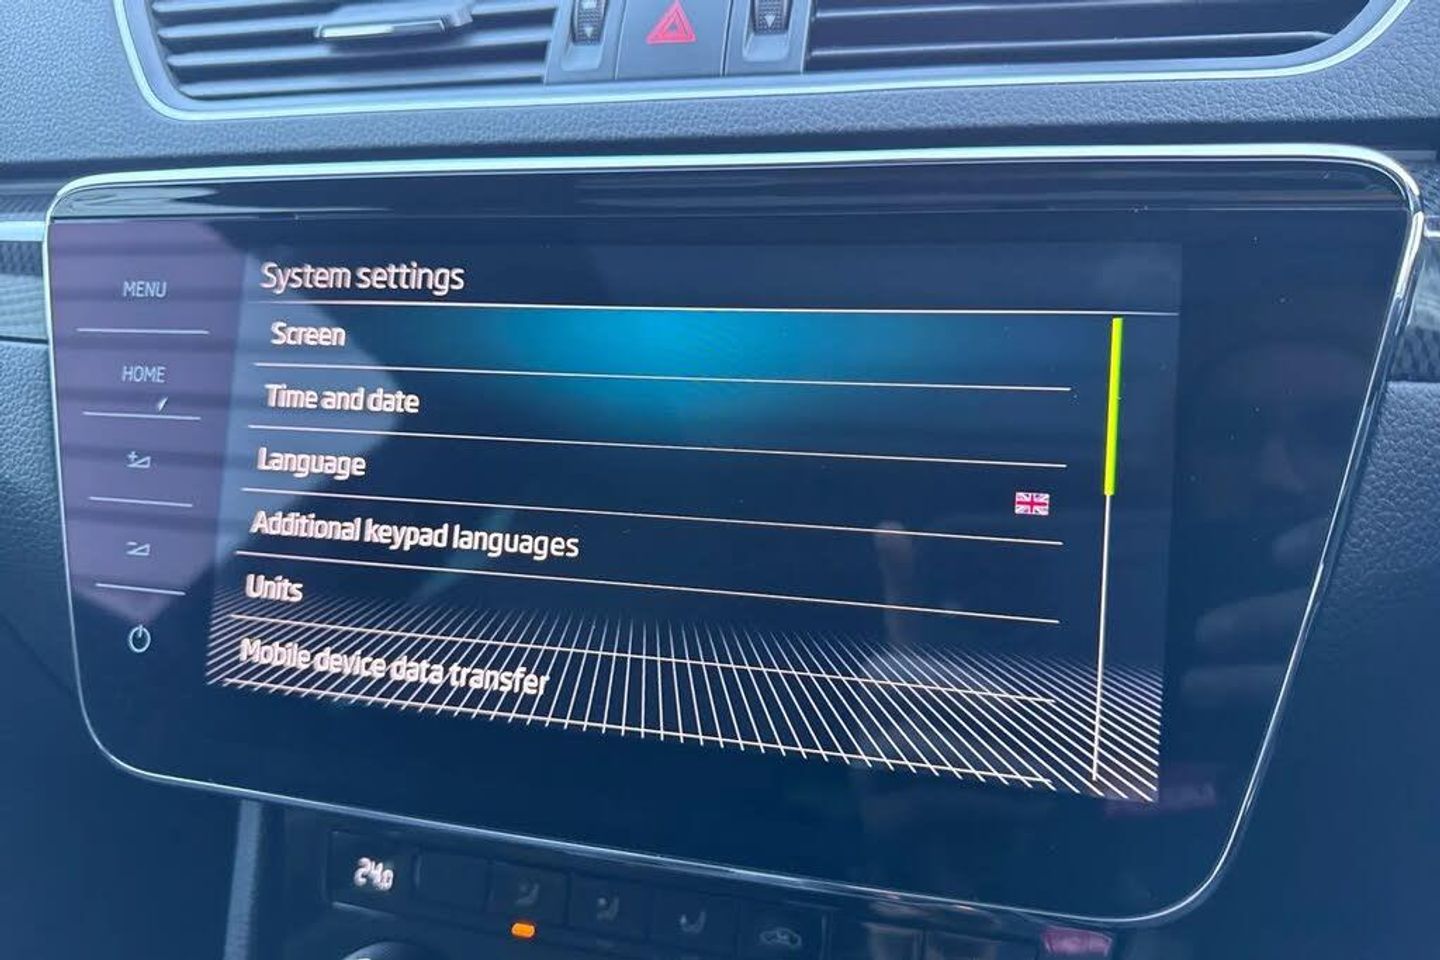 System settings
MENU
Screen
HOME
Time and date
Language
Additional keypad languages
Units
Mobile device data transfer
24.0